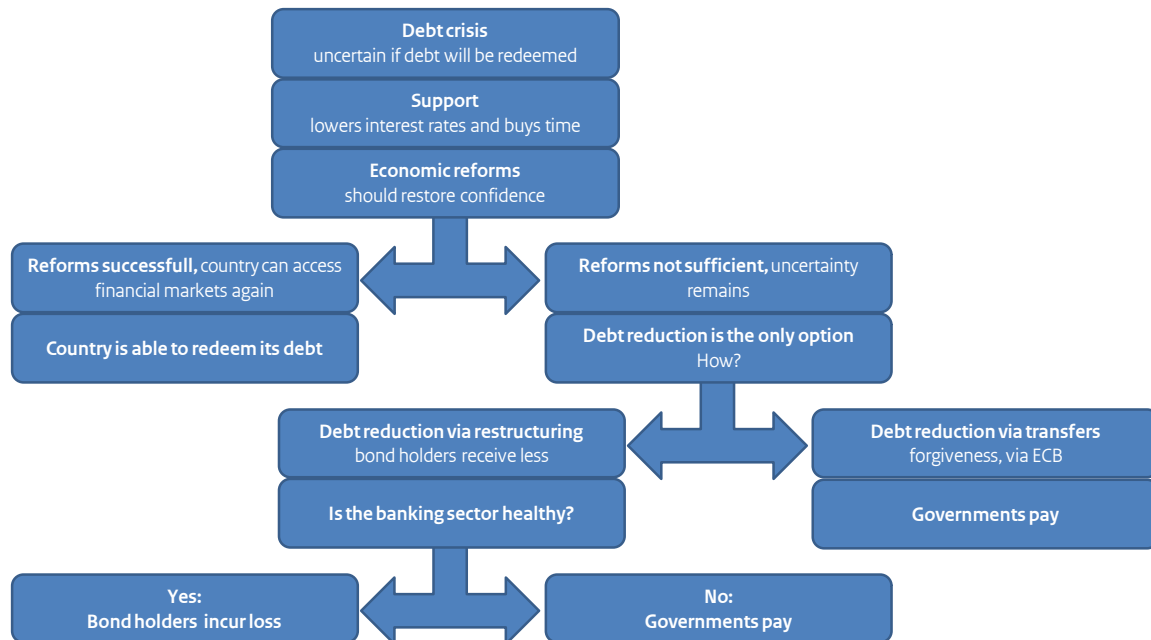 Debt crisis
uncertain if debt will be redeemed
Support
lowers interest rates and buys time
Economic reforms
should restore confidence
Reforms successfull, country can access
financial markets again
Country is able to redeem its debt
Reforms not sufficient, uncertainty
remains
Debt reduction is the only option
How?
Debt reduction via restructuring
bond holders receive less
Is the banking sector healthy?
Debt reduction via transfers
forgiveness, via ECB
Governments pay
Yes:
Bond holders incur loss
No:
Governments pay